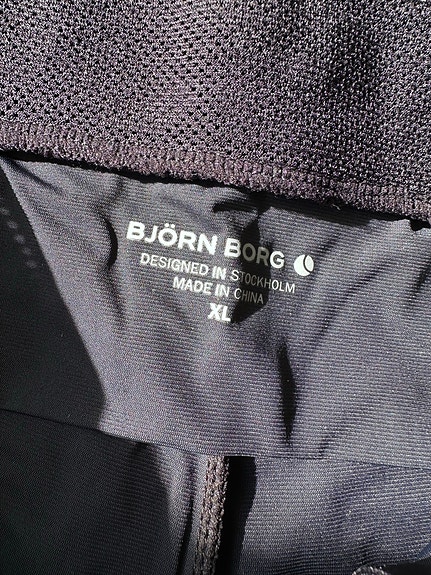 BJÖRN BORG
DESIGNED IN STOCKHOLM
MADE IN CHINA
XL